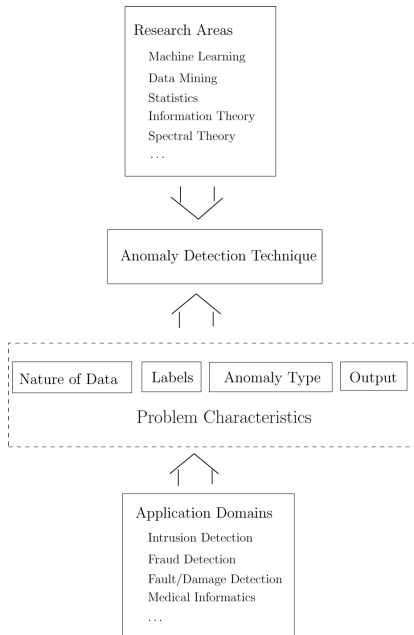 Research Areas
Machine Learning
Data Mining
Statistics
Information Theory
Spectral Theory
...
Anomaly Detection Technique
Nature of Data Labels Anomaly Type Output
Problem Characteristics
Application Domains
Intrusion Detection
Fraud Detection
Fault/Damage Detection
Medical Informatics
...